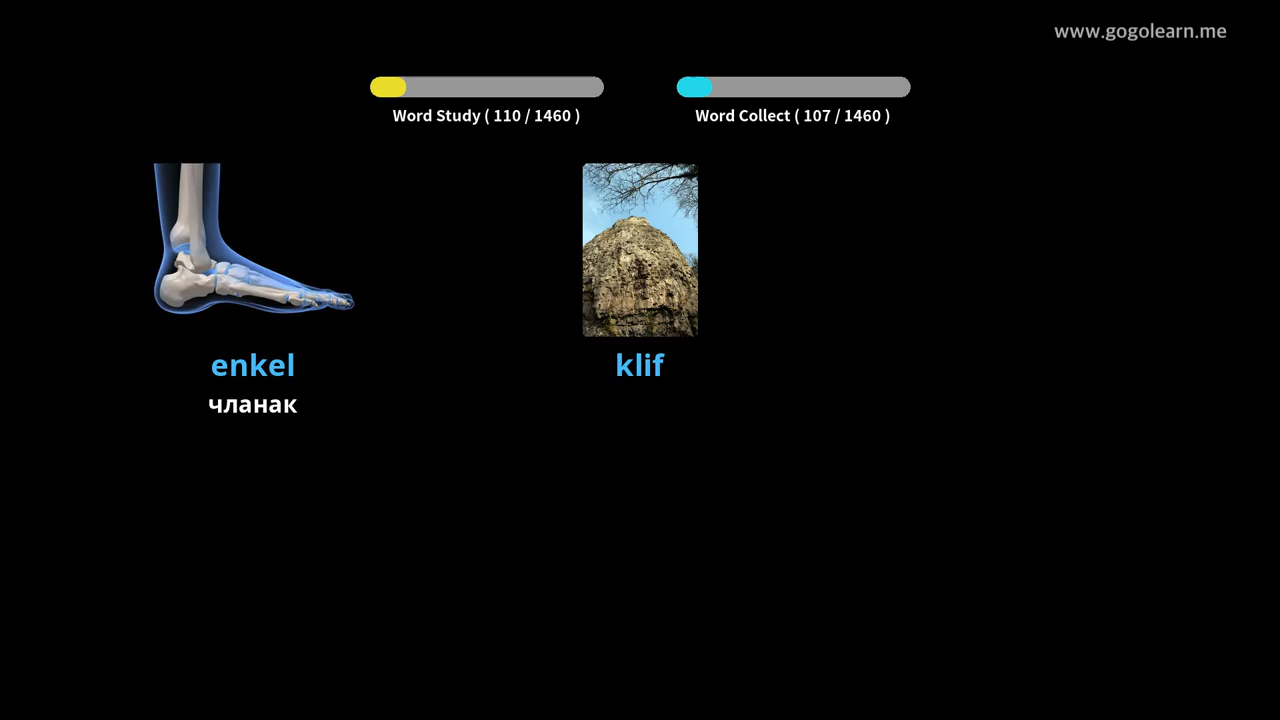 www.gogolearn.me
Word Study ( 110 / 1460 )
Word Collect ( 107 / 1460 )
enkel
чланак
klif